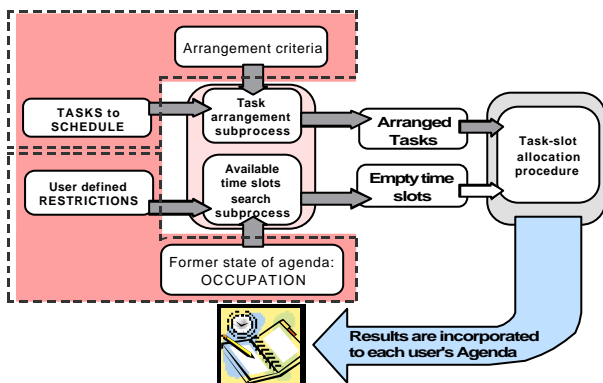 Arrangement criteria
TASKS to
SCHEDULE
Task
arrangement
subprocess
Arranged
Tasks
Task-slot
allocation
procedure
User defined
RESTRICTIONS
Available
time slots
search
subprocess
Empty time
slots
Former state of agenda:
OCCUPATION
Results are incorporated
to each user's Agenda